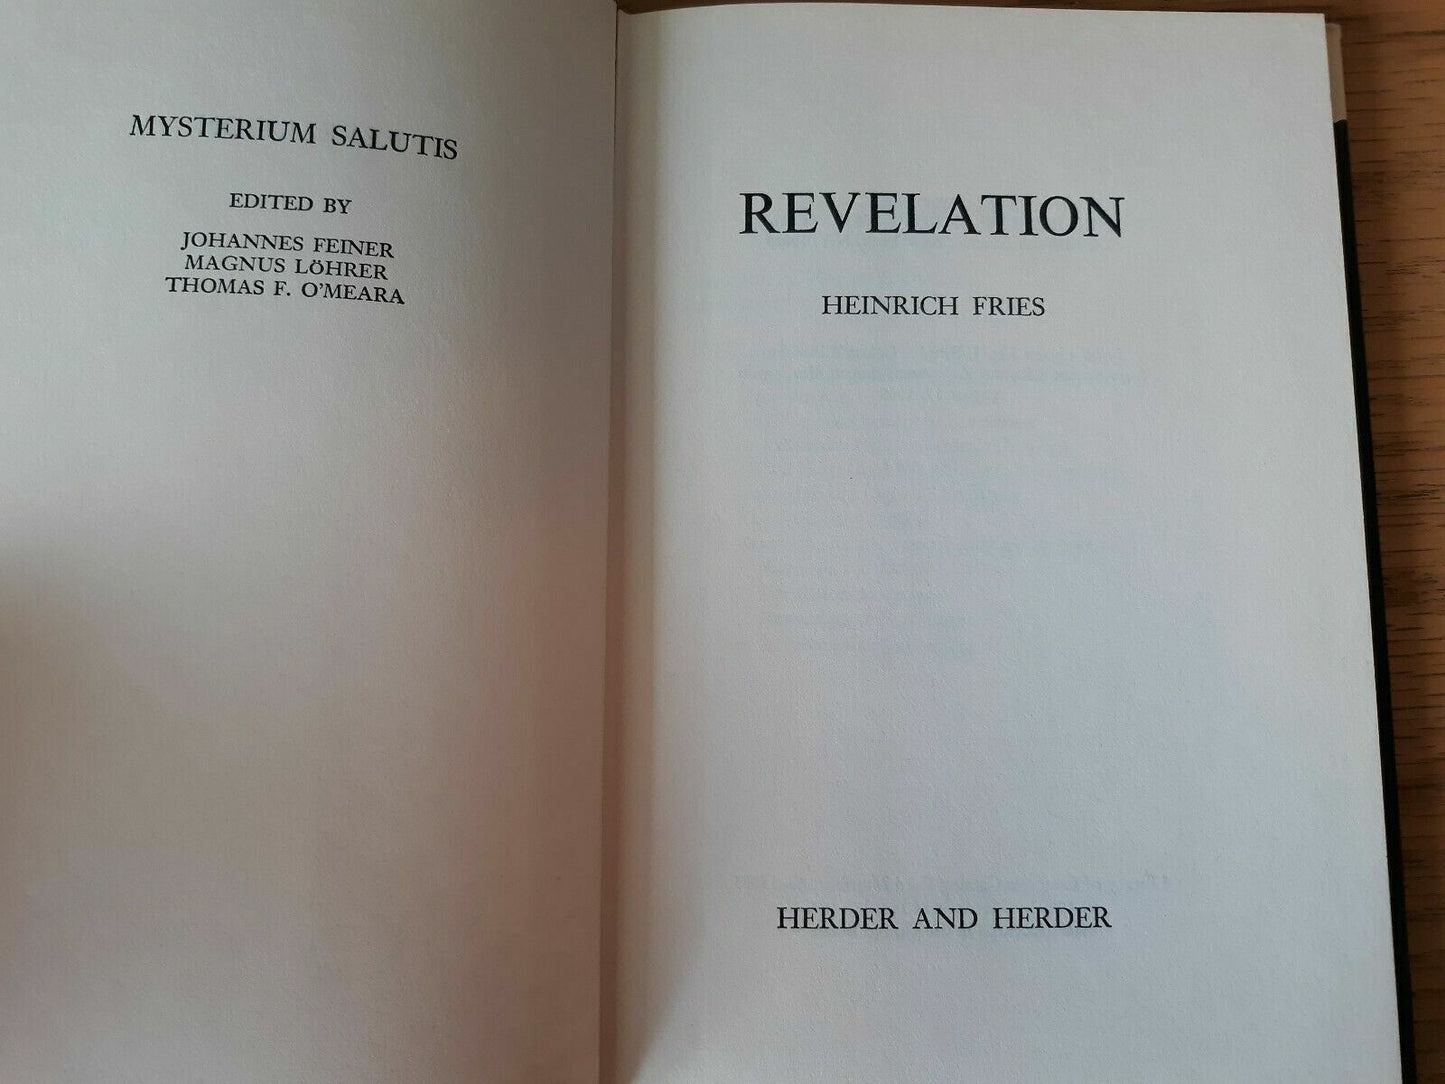 MYSTERIUM SALUTIS
EDITED BY
JOHANNES FEINER
MAGNUS LÖHRER
THOMAS F. O'MEARA
REVELATION
HEINRICH FRIES
HERDER AND HERDER